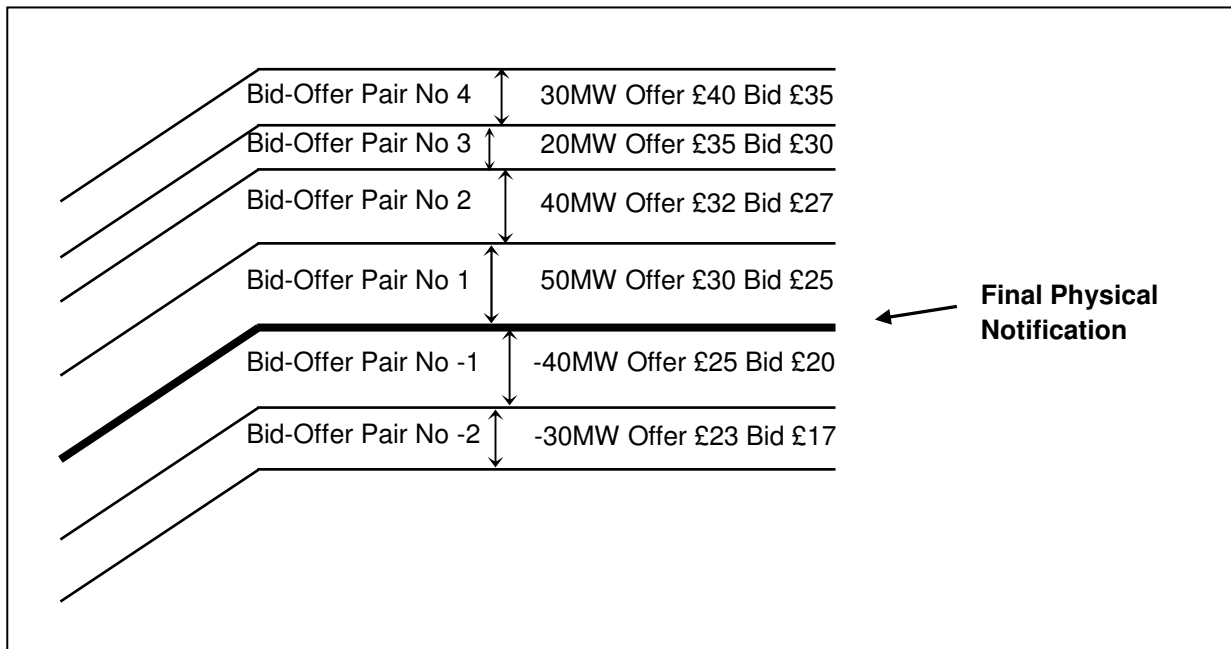 Bid-Offer Pair No 4 30MW Offer £40 Bid £35
Bid-Offer Pair No 3 20MW Offer £35 Bid £30
Bid-Offer Pair No 2 40MW Offer £32 Bid £27
Bid-Offer Pair No 1 50MW Offer £30 Bid £25
Final Physical
Notification
Bid-Offer Pair No -1 -40MW Offer £25 Bid £20
Bid-Offer Pair No -2 -30MW Offer £23 Bid £17